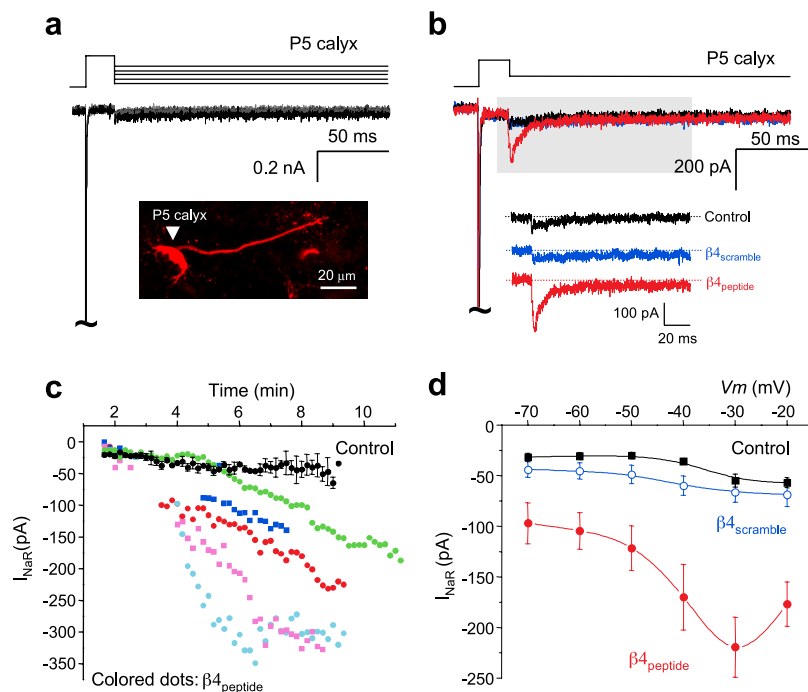 a
P5 calyx
50 ms
0.2 nA
P5 calyx
20 μm
b
P5 calyx
50 ms
200 pA
Control
β4scramble
β4peptide
100 pA
20 ms
c
Time (min)
2 4 6 8 10
Control
0
-50
-100
-150
-200
-250
-300
-350
INaR(pA)
Colored dots: β4peptide
d
Vm (mV)
-70 -60 -50 -40 -30 -20
Control
0
-50
-100
-150
-200
-250
INaR (pA)
β4scramble
β4peptide